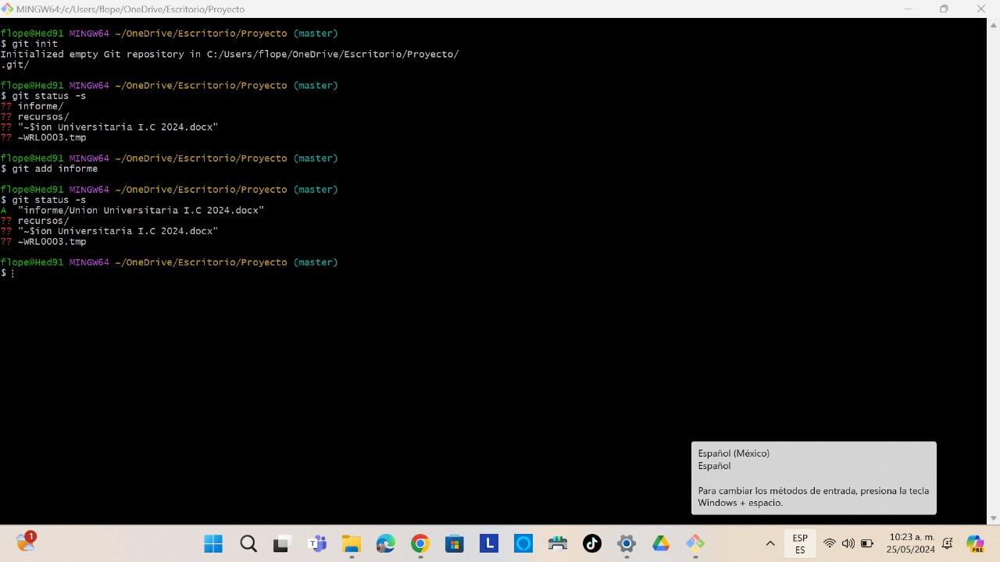 MINGW64:/c/Users/flope/OneDrive/Escritorio/Proyecto
flope@Hed91 MINGW64 ~/OneDrive/Escritorio/Proyecto (master)
$ git init
Initialized empty Git repository in C:/Users/flope/OneDrive/Escritorio/Proyecto/
.git/
flope@Hed91 MINGW64 ~/OneDrive/Escritorio/Proyecto (master)
$ git status -s
?? informe/
?? recursos/
?? "~$ion Universitaria I.C 2024.docx"
?? ~WRL0003.tmp
flope@Hed91 MINGW64 ~/OneDrive/Escritorio/Proyecto (master)
$ git add informe
flope@Hed91 MINGW64 ~/OneDrive/Escritorio/Proyecto (master)
$ git status -s
A  "informe/Union Universitaria I.C 2024.docx"
?? recursos/
?? "~$ion Universitaria I.C 2024.docx"
?? ~WRL0003.tmp
flope@Hed91 MINGW64 ~/OneDrive/Escritorio/Proyecto (master)
$
Español (México)
Español
Para cambiar los métodos de entrada, presiona la tecla
Windows + espacio.
1
T
L
ESP
ES
10:23 a. m.
25/05/2024
PRE